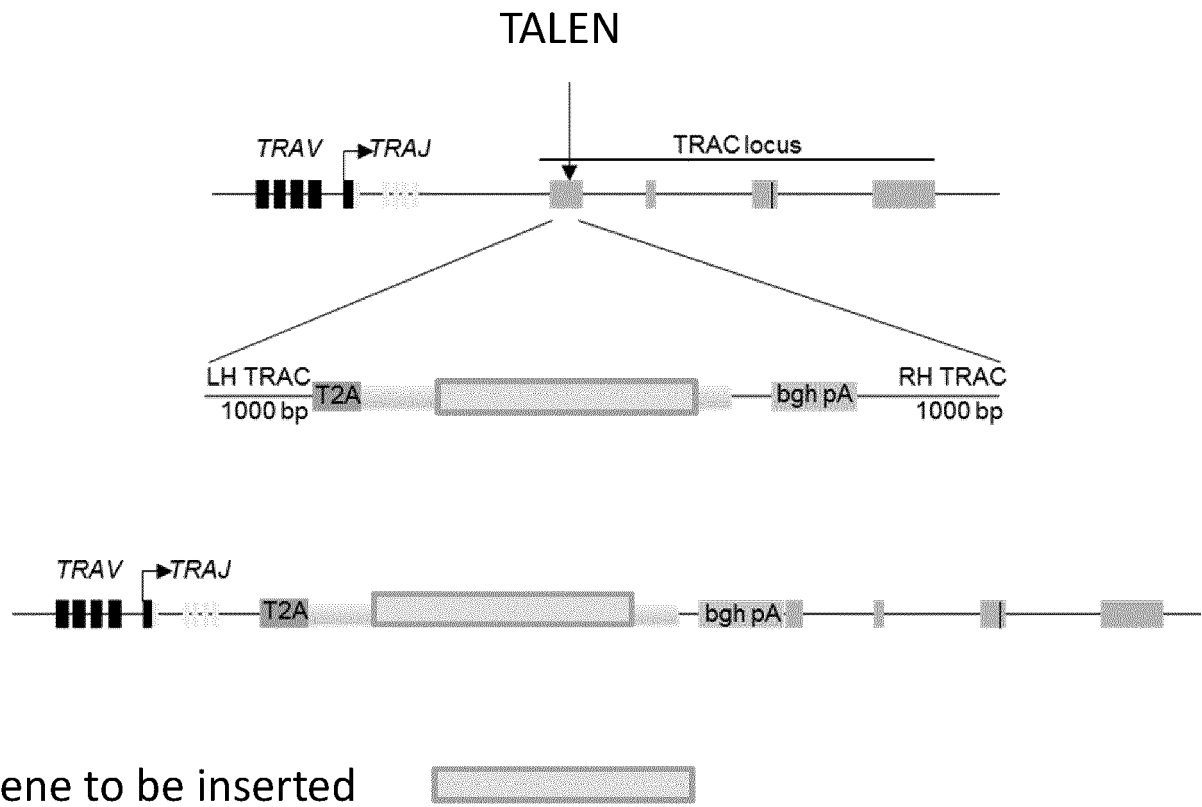 TALEN
TRAV TRAJ TRAC locus
LH TRAC T2A bgh pA RH TRAC
1000 bp 1000 bp
TRAV TRAJ
T2A bgh pA
ene to be inserted